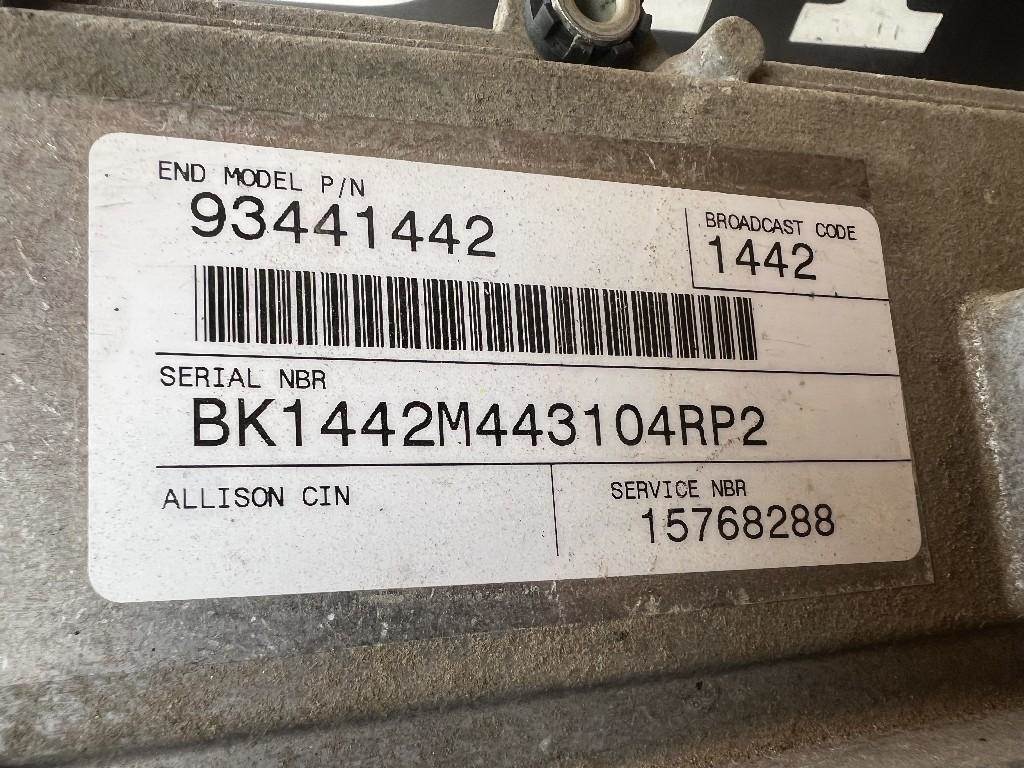 END MODEL P/N
93441442
BROADCAST CODE
1442
SERIAL NBR
BK1442M443104RP2
ALLISON CIN
SERVICE NBR
15768288